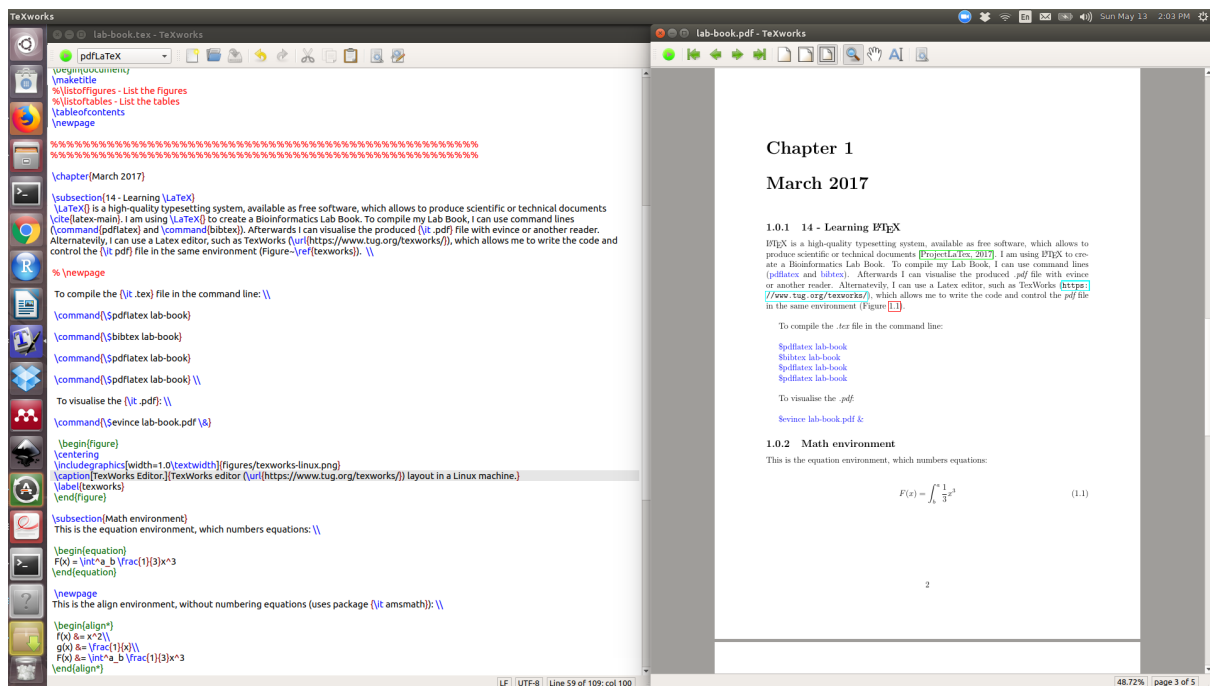 TeXworks
En
Sun May 13 2:03 PM
lab-book.tex - TeXworks
pdfLaTeX
\begin{document}
\maketitle
%\listoffigures - List the figures
%\listoftables - List the tables
\tableofcontents
\newpage
%%%%%%%%%%%%%%%%%%%%%%%%%%%%%%%%%%%%%%%%%%%%%%%%%%%%%
%%%%%%%%%%%%%%%%%%%%%%%%%%%%%%%%%%%%%%%%%%%%%%%%%%%%%
\chapter{March 2017}
\subsection{14 - Learning \LaTeX}
\LaTeX{} is a high-quality typesetting system, available as free software, which allows to produce scientific or technical documents
\cite{latex-main}. I am using \LaTeX{} to create a Bioinformatics Lab Book. To compile my Lab Book, I can use command lines
(\command{pdflatex} and \command{bibtex}). Afterwards I can visualise the produced {\it .pdf} file with evince or another reader.
Alternatevily, I can use a Latex editor, such as TexWorks (\url{https://www.tug.org/texworks/}), which allows me to write the code and
control the {\it pdf} file in the same environment (Figure~\ref{texworks}). \\
% \newpage
To compile the {\it .tex} file in the command line: \\
\command{\$pdflatex lab-book}
\command{\$bibtex lab-book}
\command{\$pdflatex lab-book}
\command{\$pdflatex lab-book} \\
To visualise the {\it .pdf}: \\
\command{\$evince lab-book.pdf \&}
\begin{figure}
\centering
\includegraphics[width=1.0\textwidth]{figures/texworks-linux.png}
\caption[TexWorks Editor.]{TexWorks editor (\url{https://www.tug.org/texworks/}) layout in a Linux machine.}
\label{texworks}
\end{figure}
\subsection{Math environment}
This is the equation environment, which numbers equations: \\
\begin{equation}
F(x) = \int^a_b \frac{1}{3}x^3
\end{equation}
\newpage
This is the align environment, without numbering equations (uses package {\it amsmath}): \\
\begin{align*}
f(x) &= x^2\\
g(x) &= \frac{1}{x}\\
F(x) &= \int^a_b \frac{1}{3}x^3
\end{align*}
LF UTF-8 Line 59 of 109; col 100
lab-book.pdf - TeXworks
Chapter 1
March 2017
1.0.1 14 - Learning LaTeX
LaTeX is a high-quality typesetting system, available as free software, which allows to
produce scientific or technical documents [ProjectLaTex, 2017]. I am using LaTeX to cre-
ate a Bioinformatics Lab Book. To compile my Lab Book, I can use command lines
(pdflatex and bibtex). Afterwards I can visualise the produced .pdf file with evince
or another reader. Alternatevily, I can use a Latex editor, such as TexWorks (https:
//www.tug.org/texworks/), which allows me to write the code and control the pdf file
in the same environment (Figure 1.1).
To compile the .tex file in the command line:
$pdflatex lab-book
$bibtex lab-book
$pdflatex lab-book
$pdflatex lab-book
To visualise the .pdf:
$evince lab-book.pdf &
1.0.2 Math environment
This is the equation environment, which numbers equations:
F(x) = ∫_b^a 1/3 x³ (1.1)
2
48.72% page 3 of 5